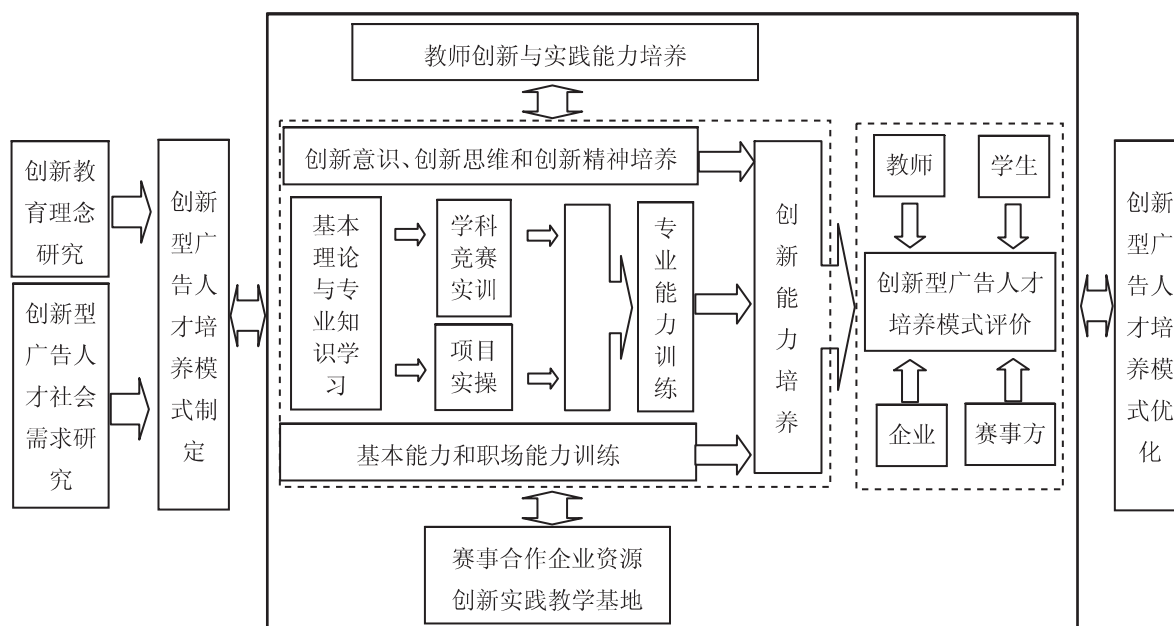 教师创新与实践能力培养
创新教
育理念
研究
创新型
广告人
才社会
需求研
究
创新
型广
告人
才培
养模
式制
定
创新意识、创新思维和创新精神培养
基本
理论
与专
业知
识学
习
学科
竞赛
实训
项目
实操
专
业
能
力
训
练
基本能力和职场能力训练
创
新
能
力
培
养
教师
学生
创新型广告人才
培养模式评价
企业
赛事方
创新
型广
告人
才培
养模
式优
化
赛事合作企业资源
创新实践教学基地